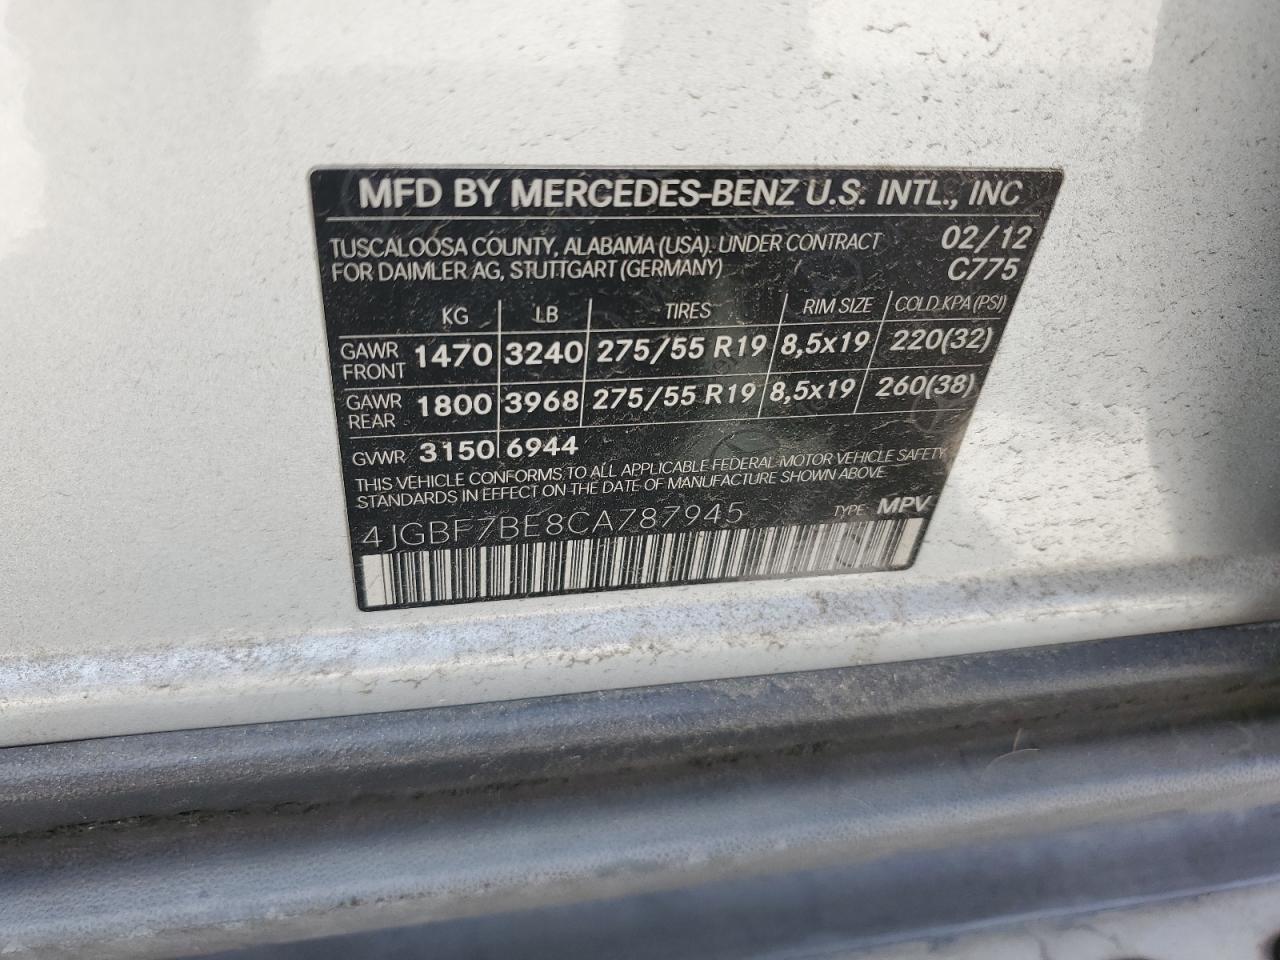 MFD BY MERCEDES-BENZ U.S. INTL., INC
TUSCALOOSA COUNTY, ALABAMA (USA). UNDER CONTRACT 02/12
FOR DAIMLER AG, STUTTGART (GERMANY) C775
KG LB TIRES RIM SIZE COLD.KPA (PSI)
GAWR FRONT 1470 3240 275/55 R19 8,5x19 220(32)
GAWR REAR 1800 3968 275/55 R19 8,5x19 260(38)
GVWR 3150 6944
THIS VEHICLE CONFORMS TO ALL APPLICABLE FEDERAL MOTOR VEHICLE SAFETY
STANDARDS IN EFFECT ON THE DATE OF MANUFACTURE SHOWN ABOVE.
4JGBF7BE8CA787945 TYPE: MPV